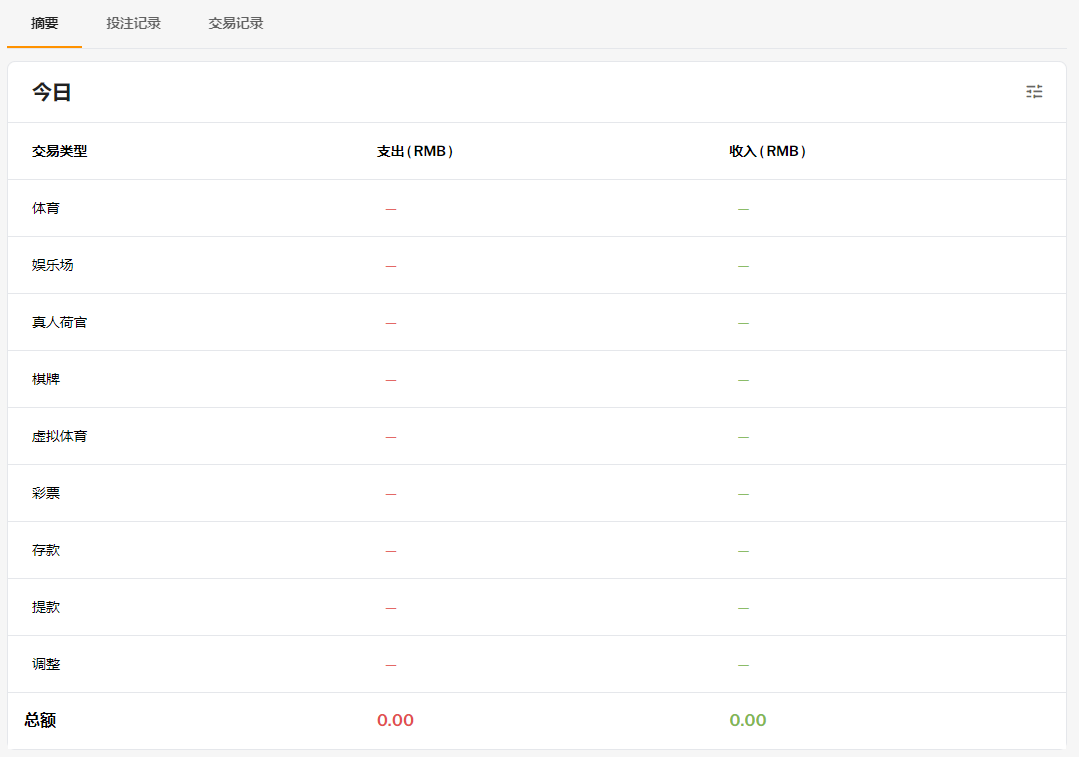 摘要 投注记录 交易记录
今日
交易类型 支出(RMB) 收入(RMB)
体育 — —
娱乐场 — —
真人荷官 — —
棋牌 — —
虚拟体育 — —
彩票 — —
存款 — —
提款 — —
调整 — —
总额 0.00 0.00